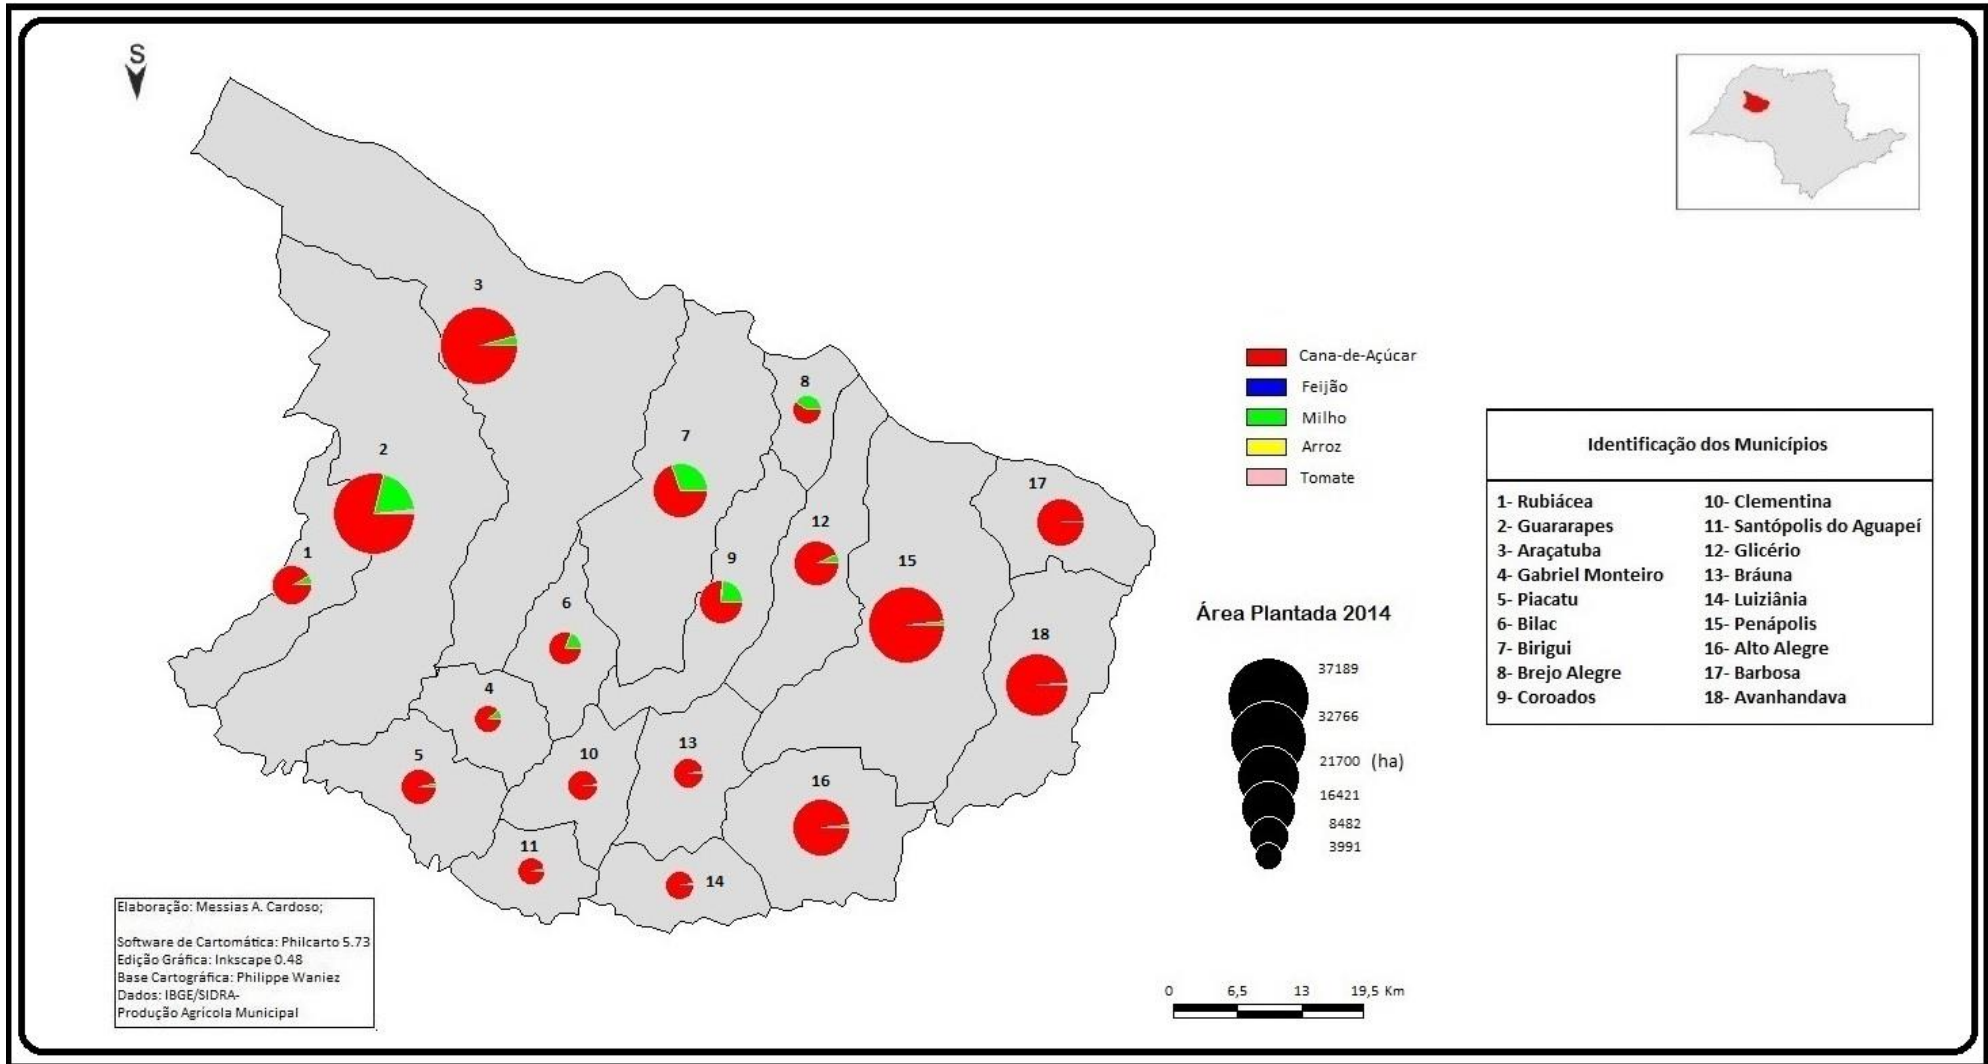 S
3
8
2
7
17
1
12
9
15
6
18
4
13
5
10
16
11
14
Cana-de-Açúcar
Feijão
Milho
Arroz
Tomate
Identificação dos Municípios
1- Rubiácea
2- Guararapes
3- Araçatuba
4- Gabriel Monteiro
5- Piacatu
6- Bilac
7- Birigui
8- Brejo Alegre
9- Coroados
10- Clementina
11- Santópolis do Aguapeí
12- Glicério
13- Bráuna
14- Luiziânia
15- Penápolis
16- Alto Alegre
17- Barbosa
18- Avanhandava
Área Plantada 2014
37189
32766
21700 (ha)
16421
8482
3991
Elaboração: Messias A. Cardoso;
Software de Cartomática: Philcarto 5.73
Edição Gráfica: Inkscape 0.48
Base Cartográfica: Philippe Waniez
Dados: IBGE/SIDRA-
Produção Agrícola Municipal
0 6,5 13 19,5 Km